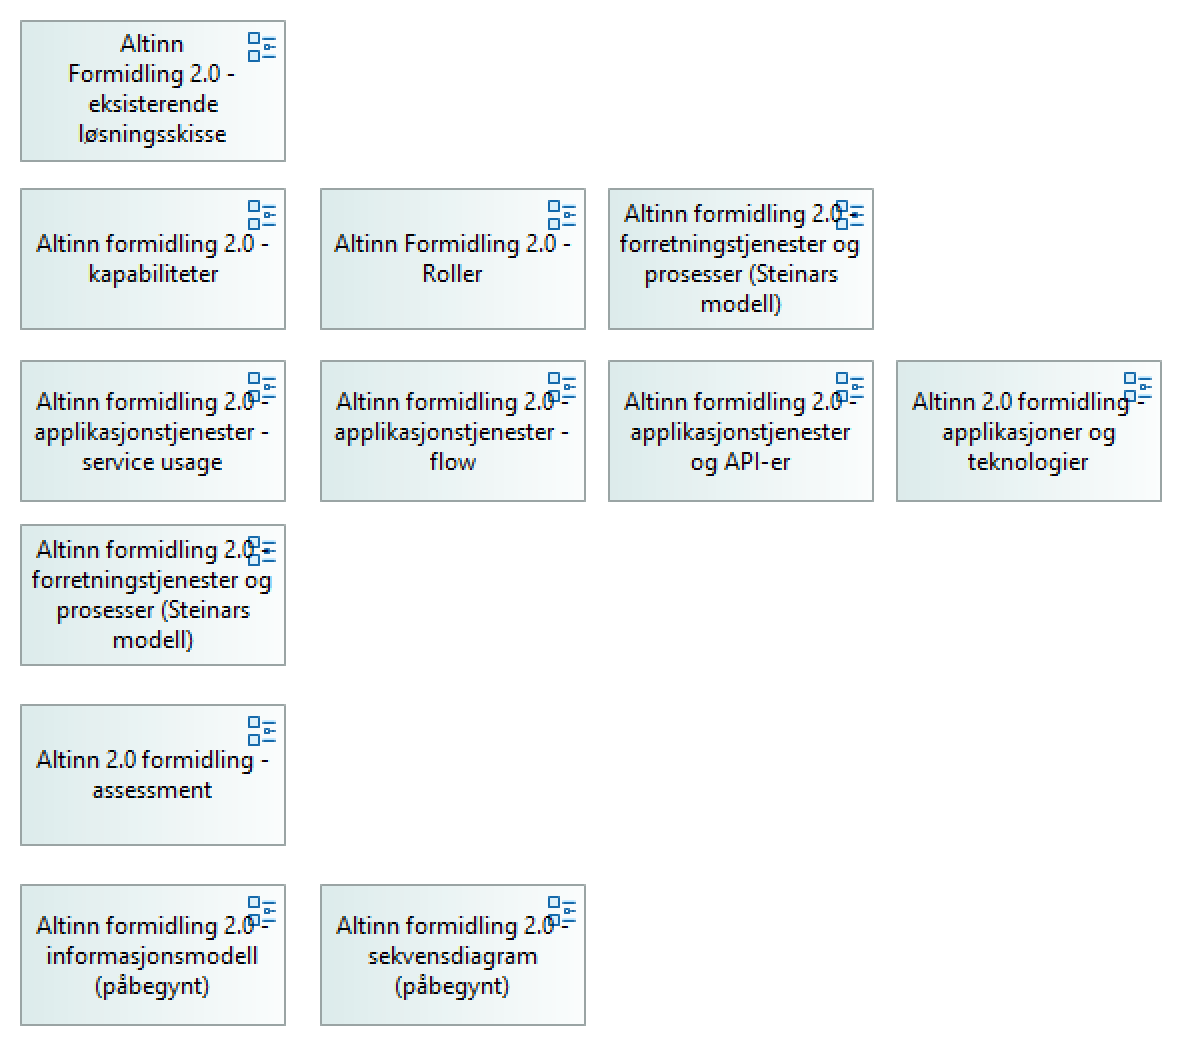 Altinn
Formidling 2.0 -
eksisterende
løsningsskisse
Altinn formidling 2.0 -
kapabiliteter
Altinn Formidling 2.0 -
Roller
Altinn formidling 2.0 -
forretningstjenester og
prosesser (Steinars
modell)
Altinn formidling 2.0 -
applikasjonstjenester -
service usage
Altinn formidling 2.0 -
applikasjonstjenester -
flow
Altinn formidling 2.0 -
applikasjonstjenester
og API-er
Altinn 2.0 formidling -
applikasjoner og
teknologier
Altinn formidling 2.0 -
forretningstjenester og
prosesser (Steinars
modell)
Altinn 2.0 formidling -
assessment
Altinn formidling 2.0 -
informasjonsmodell
(påbegynt)
Altinn formidling 2.0 -
sekvensdiagram
(påbegynt)